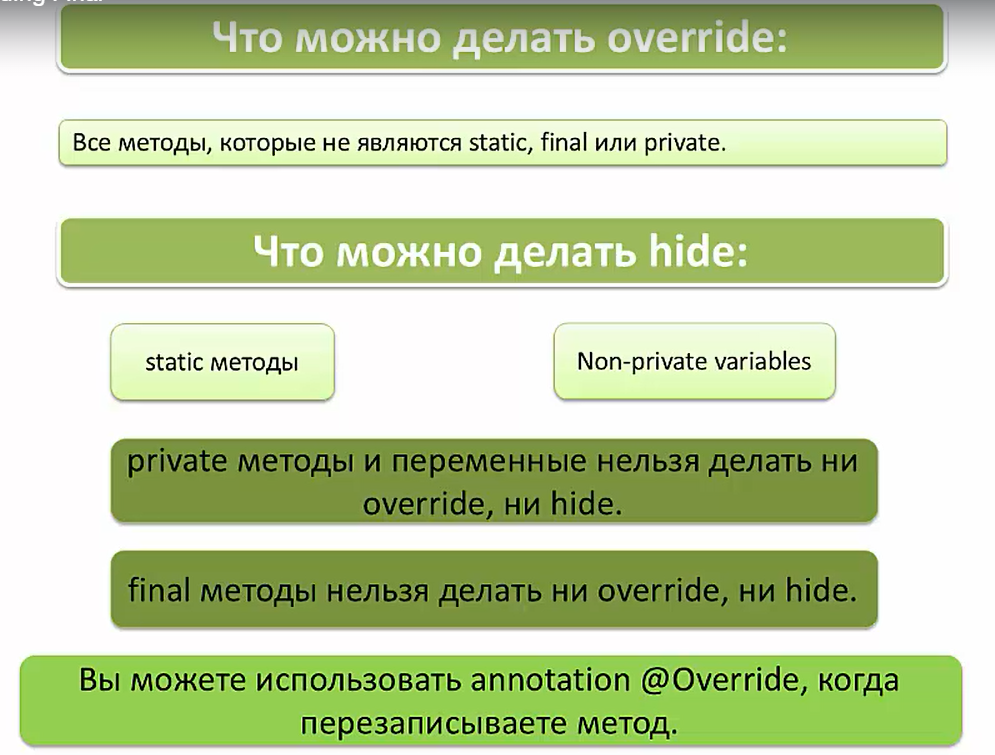 Что можно делать override:
Все методы, которые не являются static, final или private.
Что можно делать hide:
static методы
Non-private variables
private методы и переменные нельзя делать ни
override, ни hide.
final методы нельзя делать ни override, ни hide.
Вы можете использовать annotation @Override, когда
перезаписываете метод.